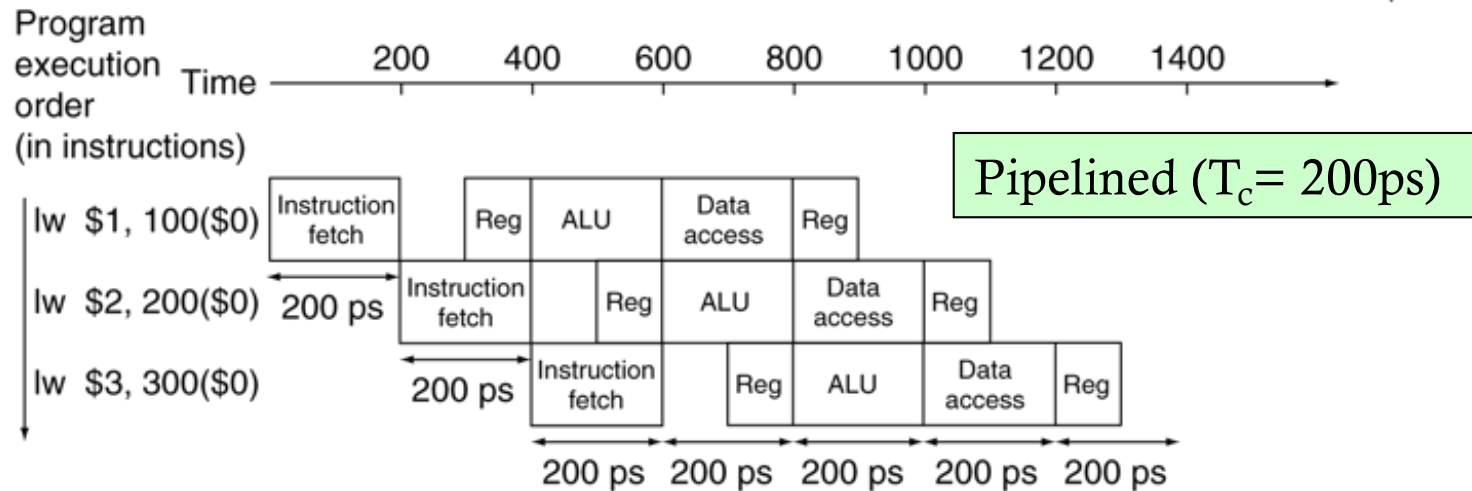 Program
execution
order
(in instructions)
Time
200 400 600 800 1000 1200 1400
Pipelined (Tc= 200ps)
lw $1, 100($0)
Instruction
fetch
Reg
ALU
Data
access
Reg
200 ps
lw $2, 200($0)
Instruction
fetch
Reg
ALU
Data
access
Reg
200 ps
lw $3, 300($0)
Instruction
fetch
Reg
ALU
Data
access
Reg
200 ps 200 ps 200 ps 200 ps 200 ps